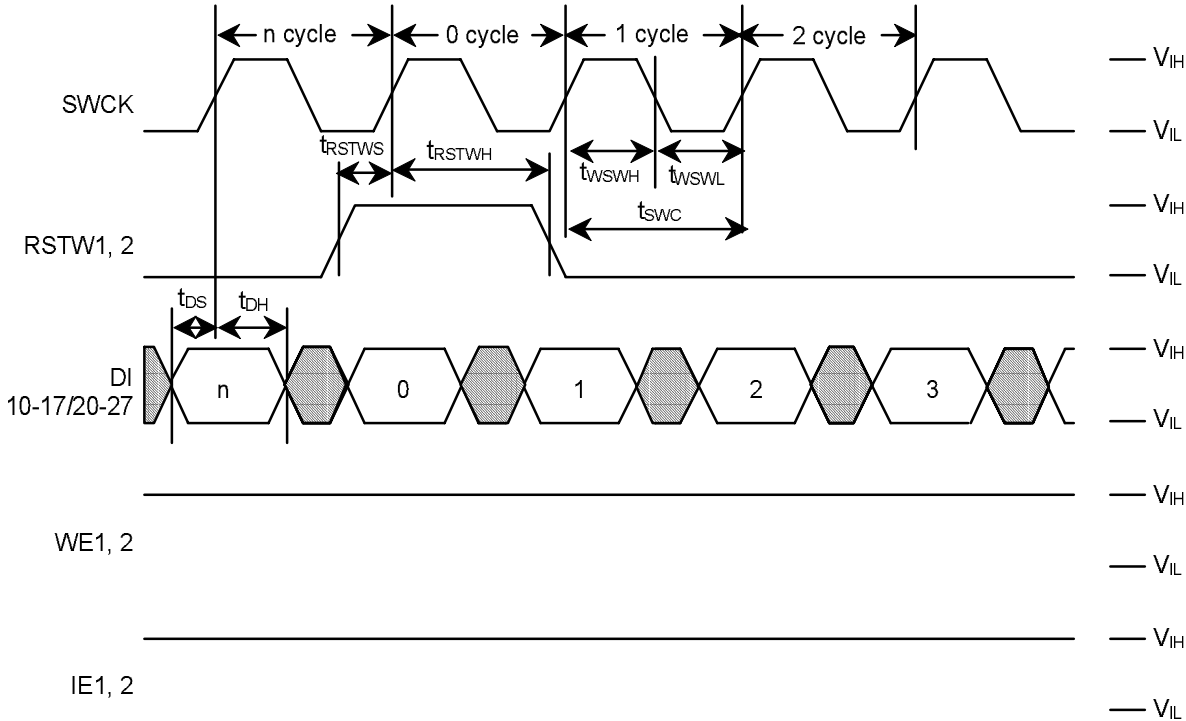 n cycle 0 cycle 1 cycle 2 cycle
VIH
SWCK
VIL
tRSTWS tRSTWH tWSWH tWSWL
VIH
tSWC
RSTW1, 2
VIL
tDS tDH
VIH
DI
10-17/20-27
n 0 1 2 3
VIL
VIH
WE1, 2
VIL
VIH
IE1, 2
VIL